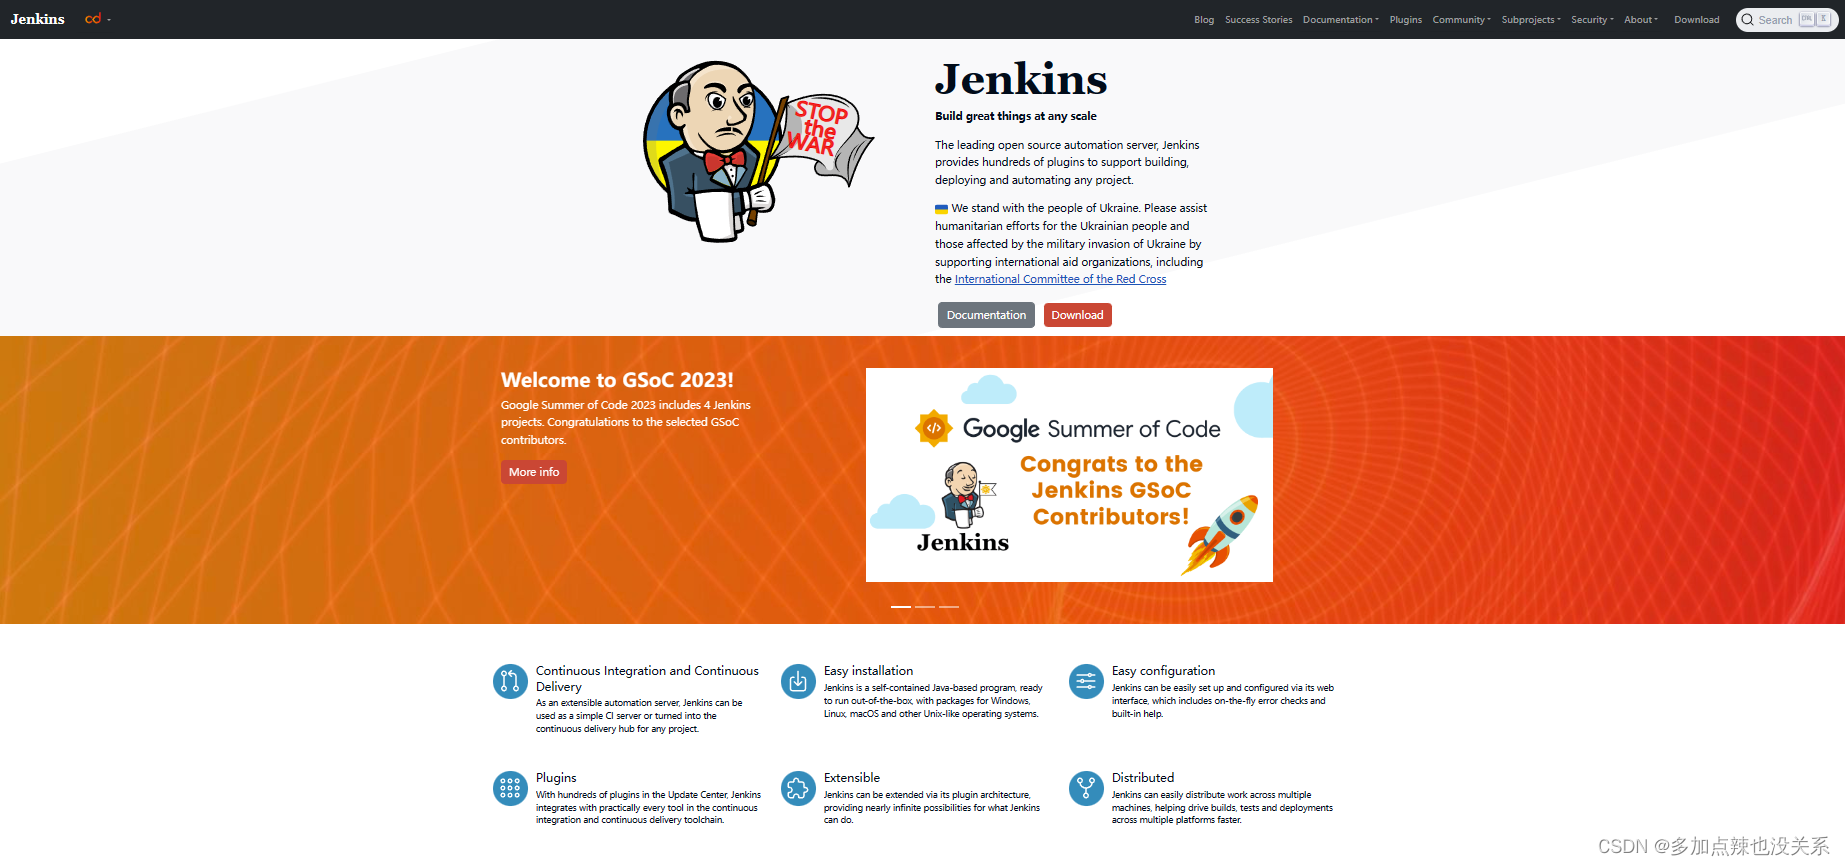 Jenkins
cd
Blog Success Stories Documentation Plugins Community Subprojects Security About Download
Search
STOP
the
WAR
Jenkins
Build great things at any scale
The leading open source automation server, Jenkins
provides hundreds of plugins to support building,
deploying and automating any project.
We stand with the people of Ukraine. Please assist
humanitarian efforts for the Ukrainian people and
those affected by the military invasion of Ukraine by
supporting international aid organizations, including
the International Committee of the Red Cross
Documentation Download
Welcome to GSoC 2023!
Google Summer of Code 2023 includes 4 Jenkins
projects. Congratulations to the selected GSoC
contributors.
More info
Google Summer of Code
Congrats to the
Jenkins GSoC
Contributors!
Jenkins
Continuous Integration and Continuous
Delivery
As an extensible automation server, Jenkins can be
used as a simple CI server or turned into the
continuous delivery hub for any project.
Easy installation
Jenkins is a self-contained Java-based program, ready
to run out-of-the-box, with packages for Windows,
Linux, macOS and other Unix-like operating systems.
Easy configuration
Jenkins can be easily set up and configured via its web
interface, which includes on-the-fly error checks and
built-in help.
Plugins
With hundreds of plugins in the Update Center, Jenkins
integrates with practically every tool in the continuous
integration and continuous delivery toolchain.
Extensible
Jenkins can be extended via its plugin architecture,
providing nearly infinite possibilities for what Jenkins
can do.
Distributed
Jenkins can easily distribute work across multiple
machines, helping drive builds, tests and deployments
across multiple platforms faster.
CSDN @多加点辣也没关系